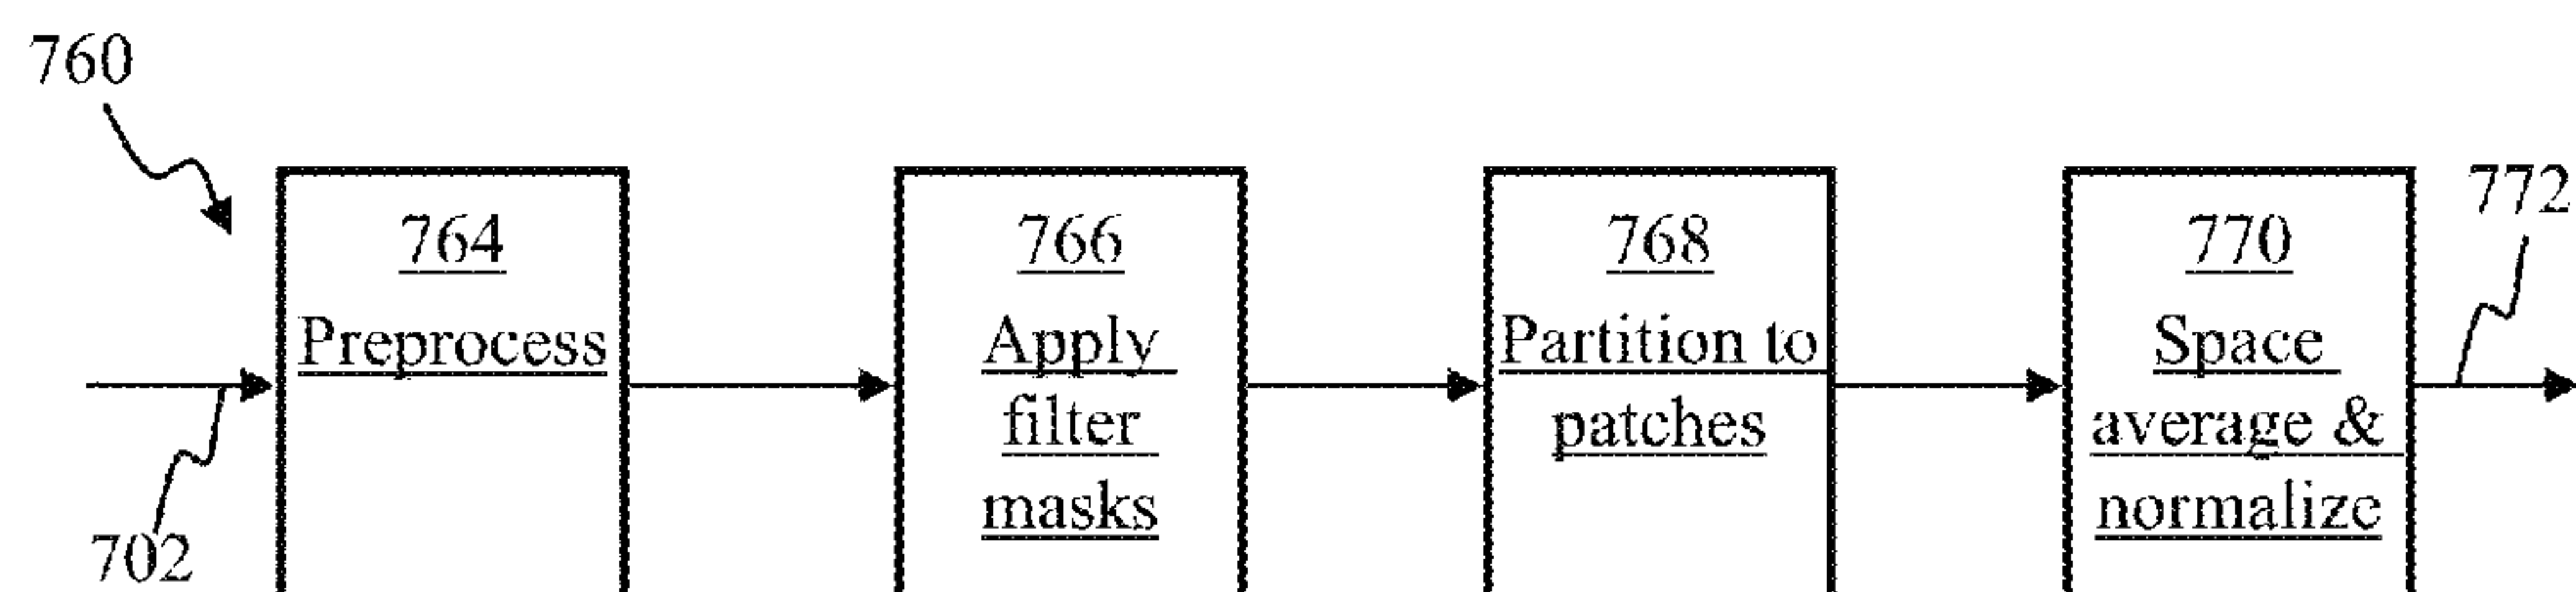 760
764
Preprocess
766
Apply
filter
masks
768
Partition to
patches
770
Space
average &
normalize
772
702